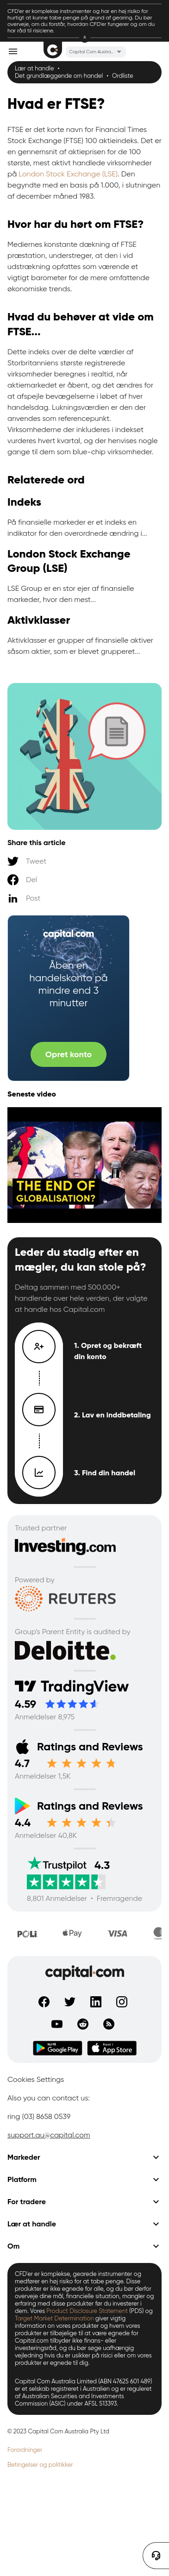 CFD'er er komplekse instrumenter og har en høj risiko for
hurtigt at kunne tabe penge på grund af gearing. Du bør
overveje, om du forstår, hvordan CFD'er fungerer og om du
har råd til risiciene.
x
Capital Com Austra...
Lær at handle •
Det grundlæggende om handel • Ordliste
Hvad er FTSE?
FTSE er det korte navn for Financial Times
Stock Exchange (FTSE) 100 aktieindeks. Det er
en gennemsnit af aktieprisen for de 100
største, mest aktivt handlede virksomheder
på London Stock Exchange (LSE). Den
begyndte med en basis på 1.000, i slutningen
af december måned 1983.
Hvor har du hørt om FTSE?
Mediernes konstante dækning af FTSE
præstation, understreger, at den i vid
udstrækning opfattes som værende et
vigtigt barometer for de mere omfattende
økonomiske trends.
Hvad du behøver at vide om
FTSE...
Dette indeks over de delte værdier af
Storbritanniens største registrerede
virksomheder beregnes i realtid, når
aktiemarkedet er åbent, og det ændres for
at afspejle bevægelserne i løbet af hver
handelsdag. Lukningsværdien er den der
anvendes som referencepunkt.
Virksomhederne der inkluderes i indekset
vurderes hvert kvartal, og der henvises nogle
gange til dem som blue-chip virksomheder.
Relaterede ord
Indeks
På finansielle markeder er et indeks en
indikator for den overordnede ændring i...
London Stock Exchange
Group (LSE)
LSE Group er en stor ejer af finansielle
markeder, hvor den mest...
Aktivklasser
Aktivklasser er grupper af finansielle aktiver
såsom aktier, som er blevet grupperet...
Share this article
Tweet
Del
Post
capital.com
Åben en
handelskonto på
mindre end 3
minutter
Opret konto
Seneste video
THE END OF
GLOBALISATION?
Leder du stadig efter en
mægler, du kan stole på?
Deltag sammen med 500.000+
handlende over hele verden, der valgte
at handle hos Capital.com
1. Opret og bekræft
din konto
2. Lav en Inddbetaling
3. Find din handel
Trusted partner
Investing.com
Powered by
REUTERS
Group's Parent Entity is audited by
Deloitte.
TradingView
4.59
Anmeldelser 8,975
Ratings and Reviews
4.7
Anmeldelser 1,5K
Ratings and Reviews
4.4
Anmeldelser 40,8K
Trustpilot 4.3
8,801 Anmeldelser • Fremragende
POLi Pay VISA
capital.com
Google Play App Store
Cookies Settings
Also you can contact us:
ring (03) 8658 0539
support.au@capital.com
Markeder
Platform
For tradere
Lær at handle
Om
CFD'er er komplekse, gearede instrumenter og
medfører en høj risiko for at tabe penge. Disse
produkter er ikke egnede for alle, og du bør derfor
overveje dine mål, finansielle situation, mangler og
erfaring med disse produkter før du investerer i
dem. Vores Product Disclosure Statement (PDS) og
Target Market Determination giver vigtig
information om vores produkter og hvem vores
produkter er tilbøjelige til at være egnede for
Capital.com tilbyder ikke finans- eller
investeringsråd, og du bør søge uafhængig
vejledning hvis du er usikker på risici eller om vores
produkter er egnede til dig.
Capital Com Australia Limited (ABN 47625 601 489)
er et selskab registreret i Australien og er reguleret
af Australian Securities and Investments
Commission (ASIC) under AFSL 513393.
© 2023 Capital Com Australia Pty Ltd
Forordninger
Betingelser og politikker